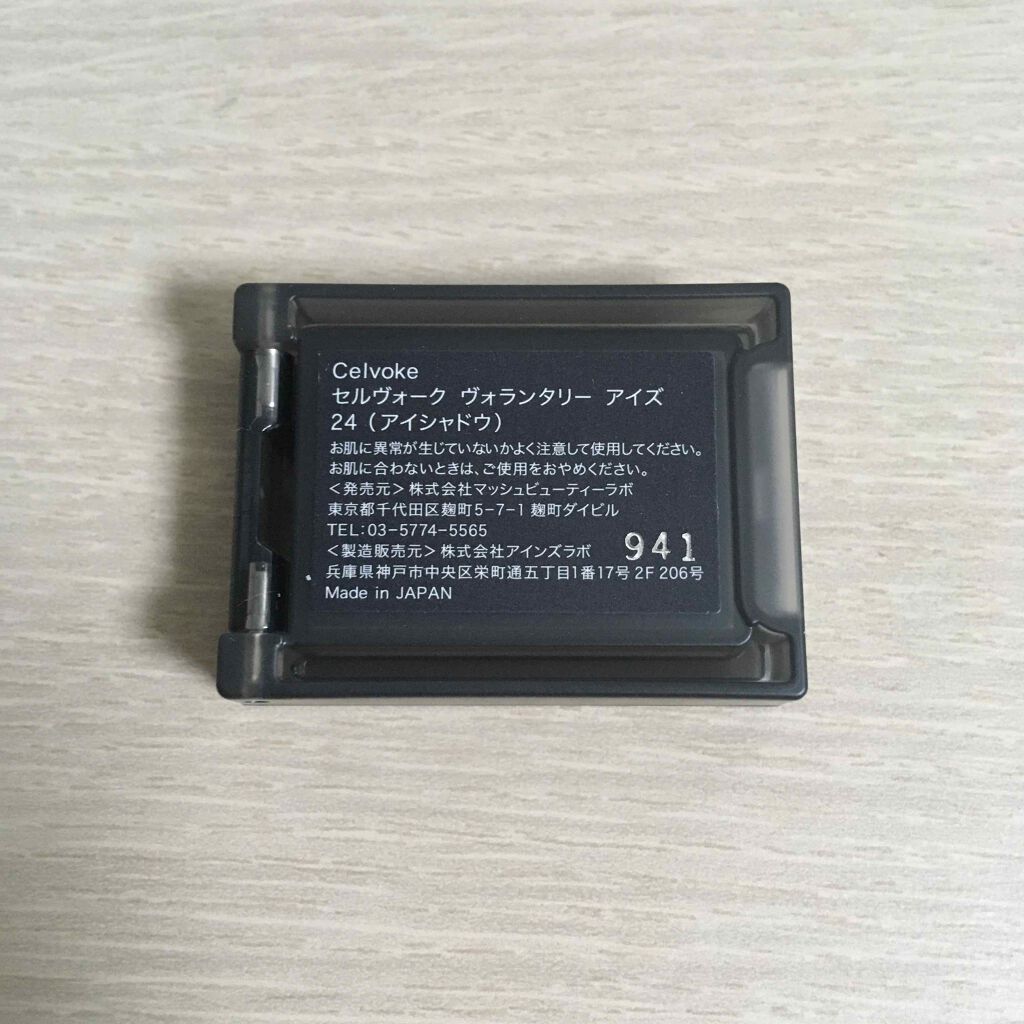 Celvoke
セルヴォーク ヴォランタリー アイズ
24（アイシャドウ）
お肌に異常が生じていないかよく注意して使用してください。
お肌に合わないときは、ご使用をおやめください。
＜発売元＞株式会社マッシュビューティーラボ
東京都千代田区麹町5-7-1 麹町ダイビル
TEL：03-5774-5565
＜製造販売元＞株式会社アインズラボ 941
兵庫県神戸市中央区栄町通五丁目1番17号 2F 206号
Made in JAPAN